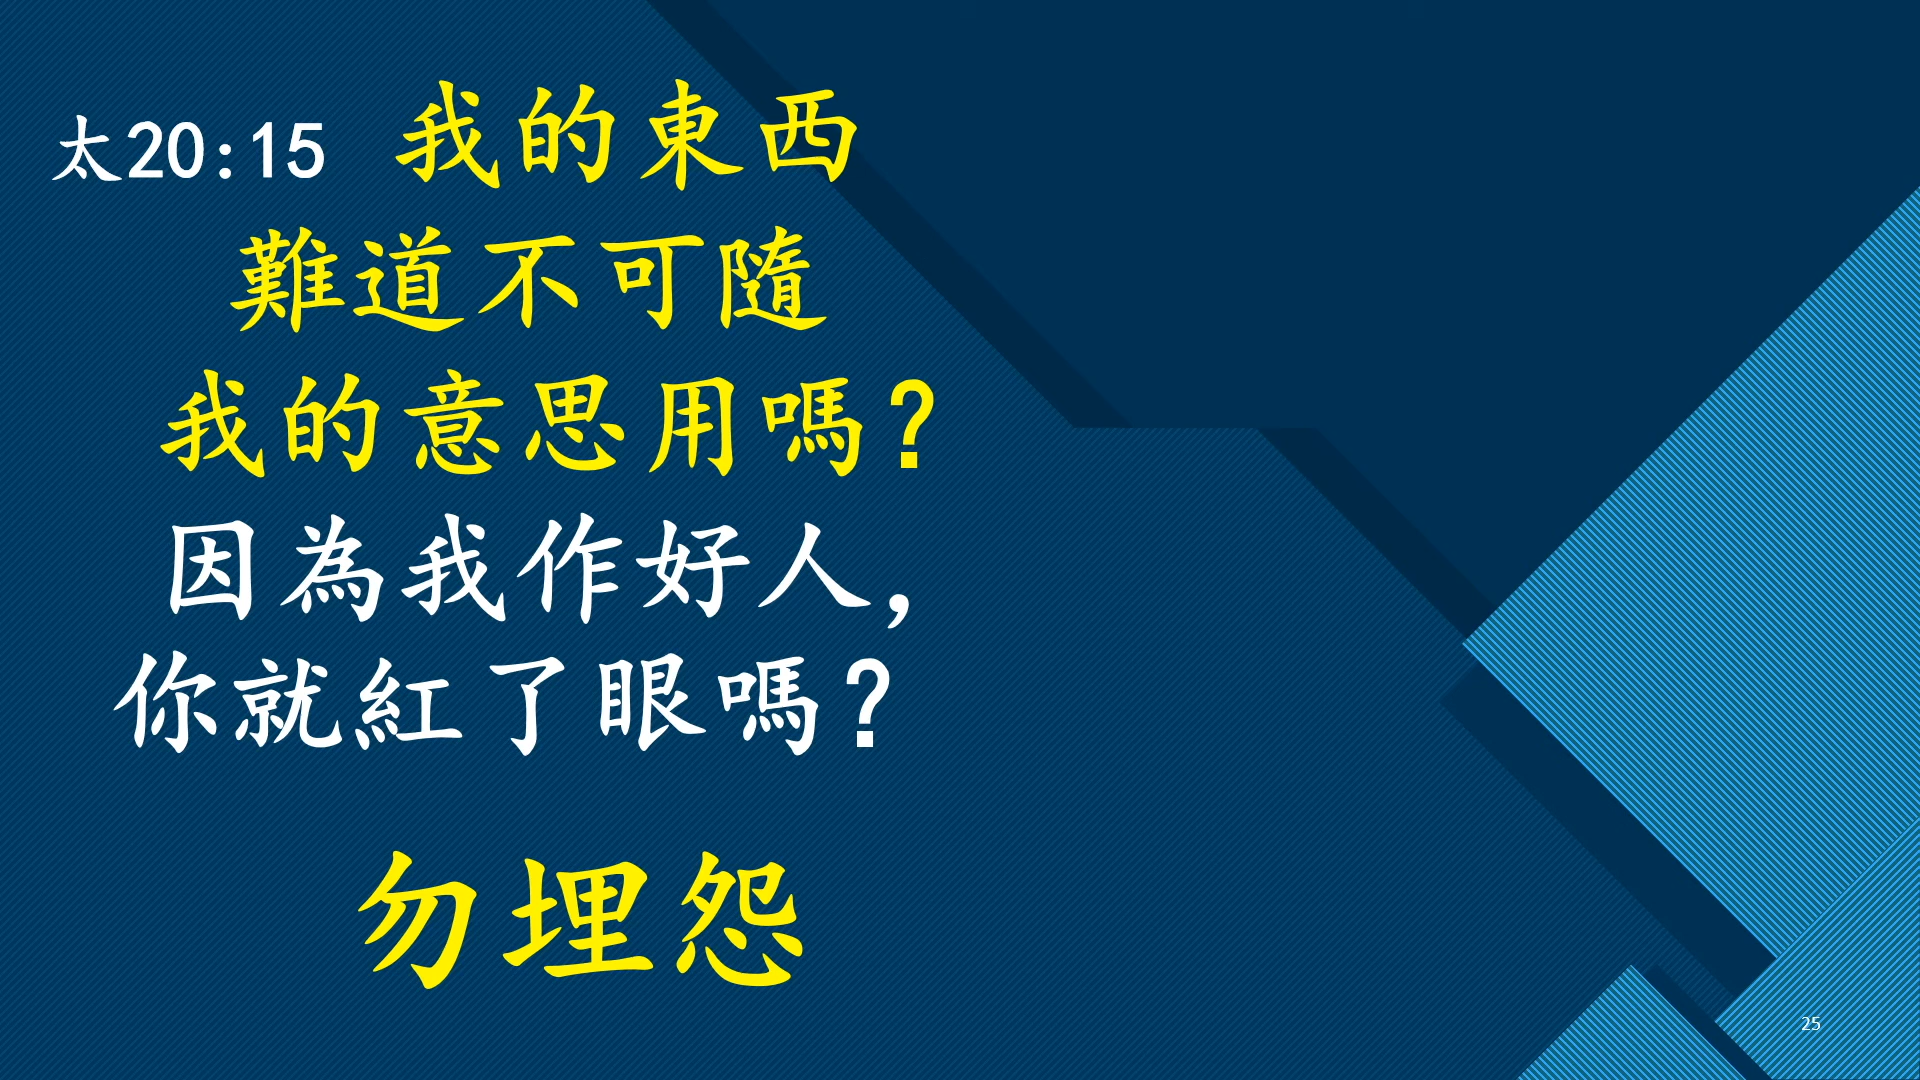 太20:15 我的東西
難道不可隨
我的意思用嗎？
因為我作好人，
你就紅了眼嗎？
勿埋怨
25